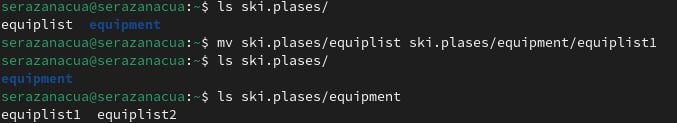 serazanacua@serazanacua:~$ ls ski.plases/
equiplist  equipment
serazanacua@serazanacua:~$ mv ski.plases/equiplist ski.plases/equipment/equiplist1
serazanacua@serazanacua:~$ ls ski.plases/
equipment
serazanacua@serazanacua:~$ ls ski.plases/equipment
equiplist1  equiplist2